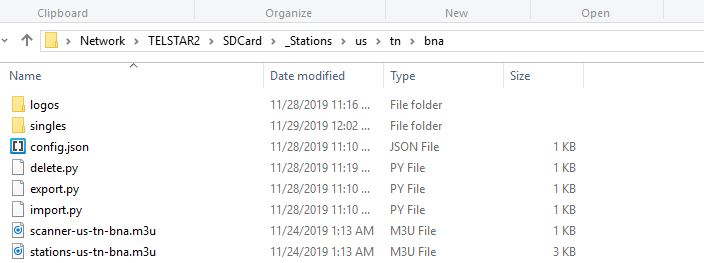 Clipboard Organize New Open
Network > TELSTAR2 > SDCard > _Stations > us > tn > bna
Name Date modified Type Size
logos 11/28/2019 11:16 ... File folder
singles 11/29/2019 12:02 ... File folder
config.json 11/28/2019 11:10 ... JSON File 1 KB
delete.py 11/28/2019 11:19 ... PY File 1 KB
export.py 11/28/2019 11:10 ... PY File 1 KB
import.py 11/28/2019 11:10 ... PY File 1 KB
scanner-us-tn-bna.m3u 11/24/2019 1:13 AM M3U File 1 KB
stations-us-tn-bna.m3u 11/24/2019 1:13 AM M3U File 3 KB